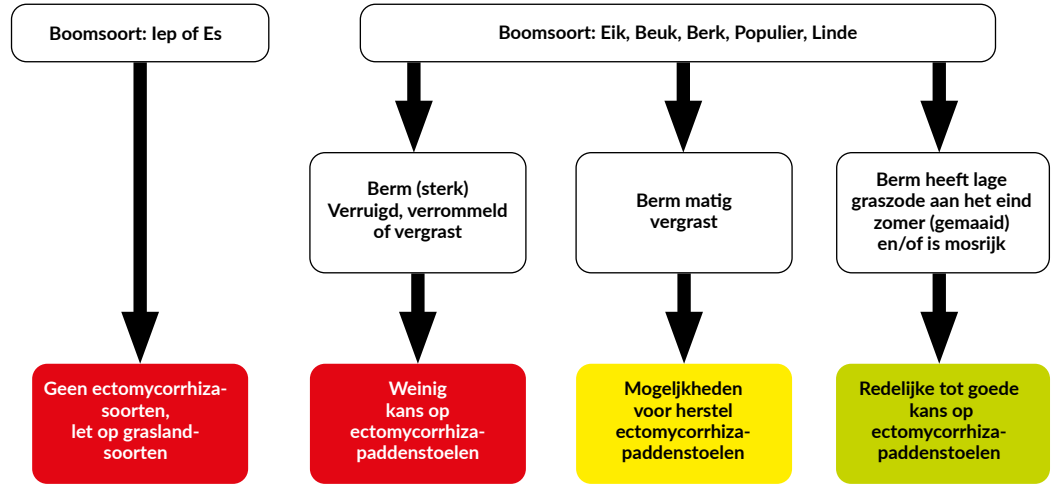 Boomsoort: Iep of Es
Boomsoort: Eik, Beuk, Berk, Populier, Linde
Berm (sterk)
Verruigd, verrommeld
of vergrast
Berm matig
vergrast
Berm heeft lage
graszode aan het eind
zomer (gemaaid)
en/of is mosrijk
Geen ectomycorrhiza-
soorten,
let op grasland-
soorten
Weinig
kans op
ectomycorrhiza-
paddenstoelen
Mogeljkheden
voor herstel
ectomycorrhiza-
paddenstoelen
Redelijke tot goede
kans op
ectomycorrhiza-
paddenstoelen